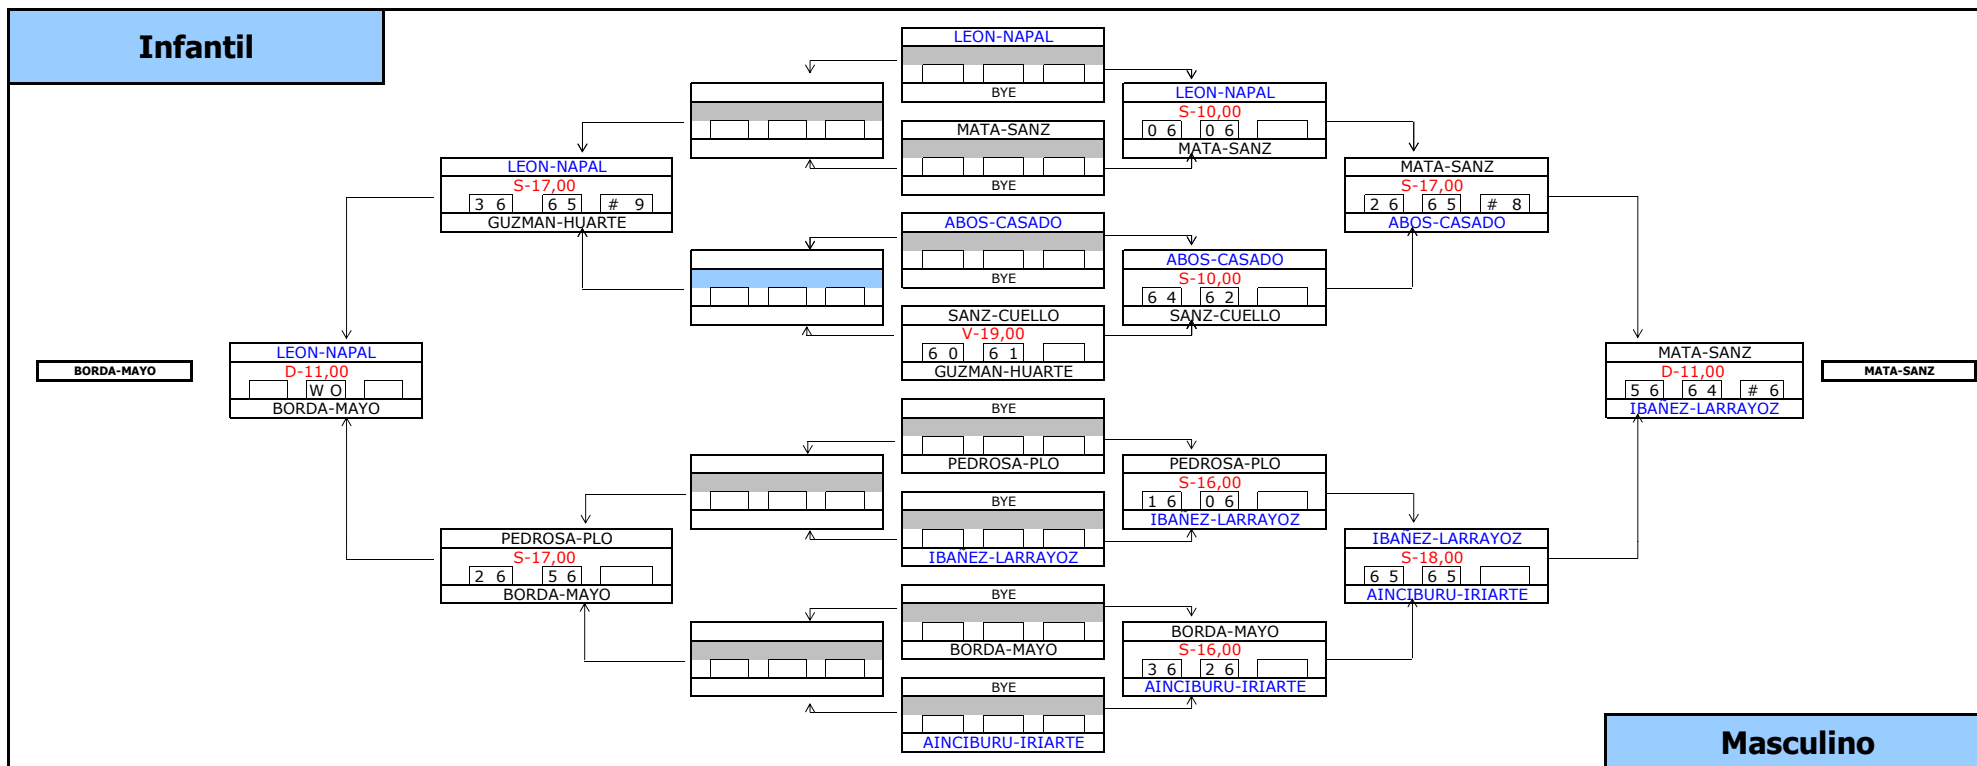 Infantil
BORDA-MAYO
LEON-NAPAL
D-11,00
W O
BORDA-MAYO
LEON-NAPAL
S-17,00
3 6 6 5 # 9
GUZMAN-HUARTE
PEDROSA-PLO
S-17,00
2 6 5 6
BORDA-MAYO
LEON-NAPAL
BYE
MATA-SANZ
BYE
ABOS-CASADO
BYE
SANZ-CUELLO
V-19,00
6 0 6 1
GUZMAN-HUARTE
BYE
PEDROSA-PLO
BYE
IBAÑEZ-LARRAYOZ
BYE
BORDA-MAYO
BYE
AINCIBURU-IRIARTE
LEON-NAPAL
S-10,00
0 6 0 6
MATA-SANZ
ABOS-CASADO
S-10,00
6 4 6 2
SANZ-CUELLO
PEDROSA-PLO
S-16,00
1 6 0 6
IBAÑEZ-LARRAYOZ
BORDA-MAYO
S-16,00
3 6 2 6
AINCIBURU-IRIARTE
MATA-SANZ
S-17,00
2 6 6 5 # 8
ABOS-CASADO
IBAÑEZ-LARRAYOZ
S-18,00
6 5 6 5
AINCIBURU-IRIARTE
MATA-SANZ
D-11,00
5 6 6 4 # 6
IBAÑEZ-LARRAYOZ
MATA-SANZ
Masculino